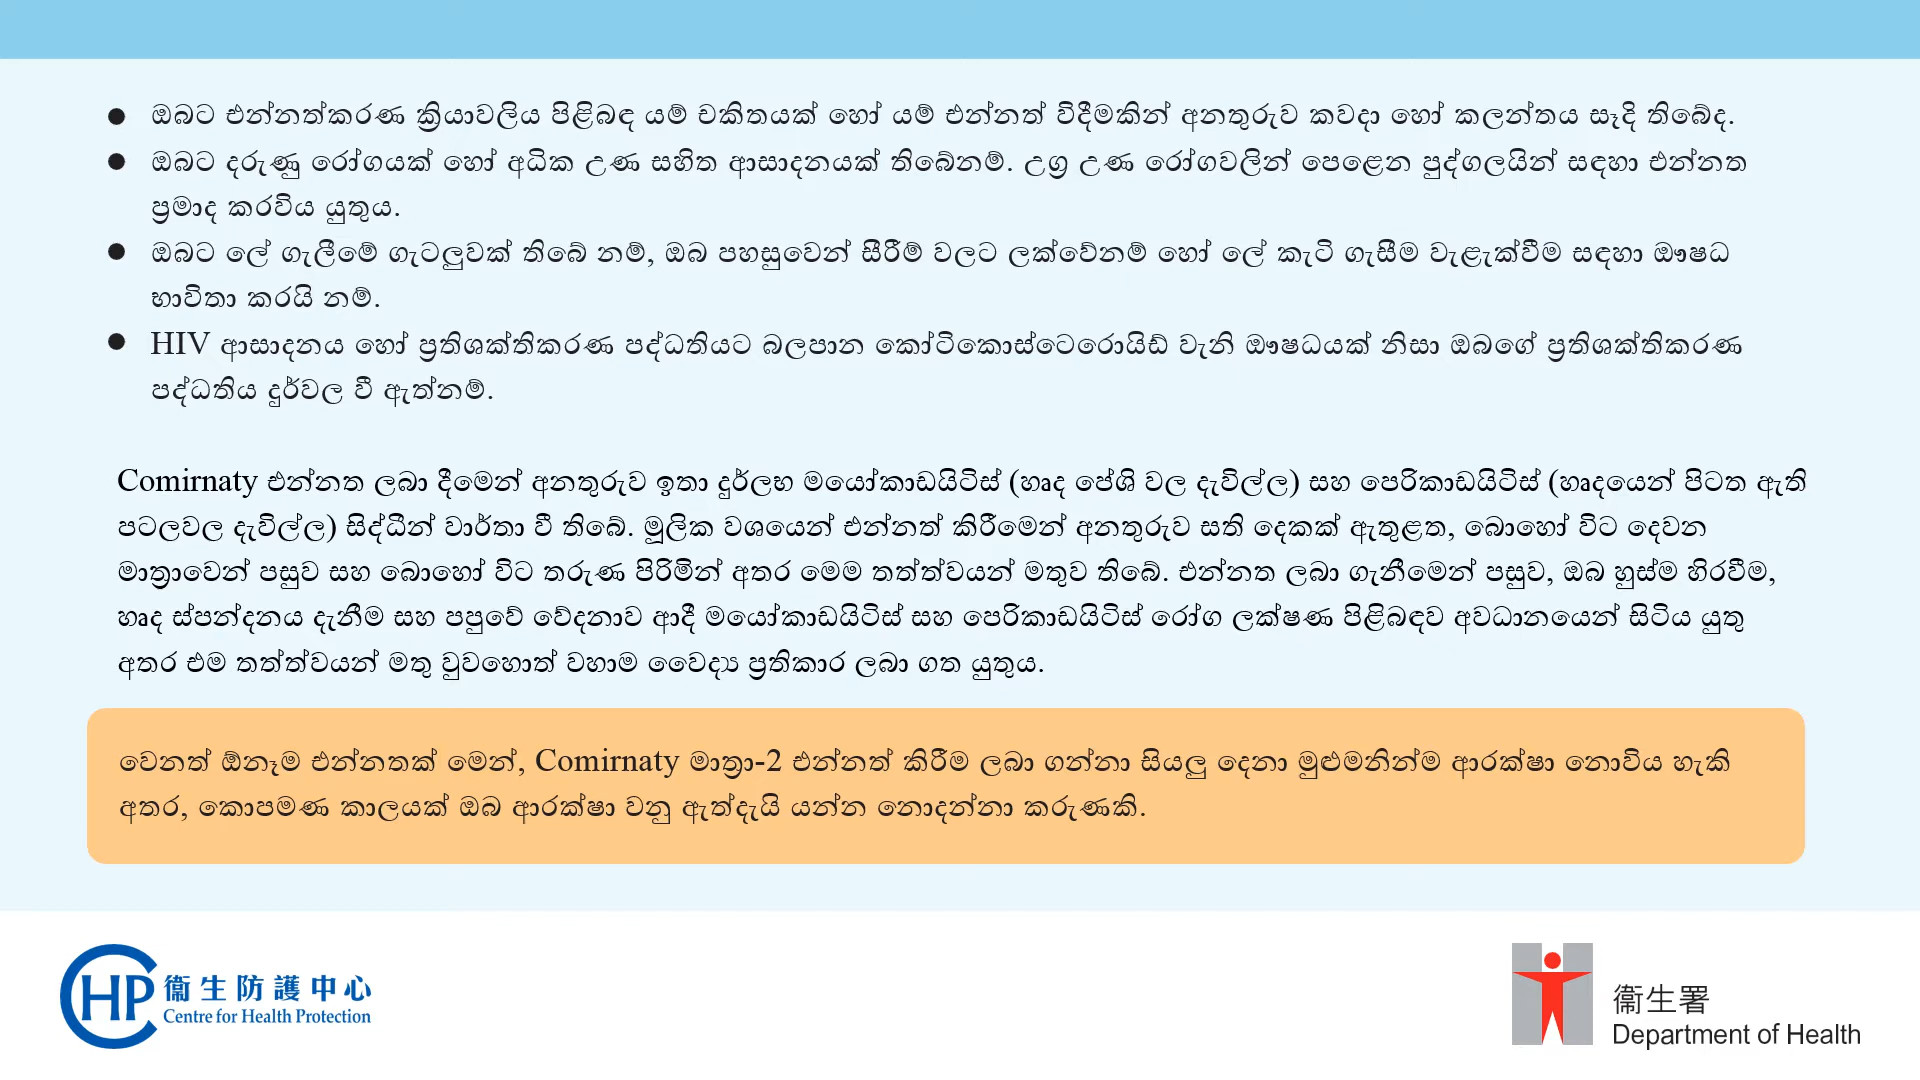 ● ඔබට එන්නත්කරණ ක්‍රියාවලිය පිළිබඳ යම් චකිතයක් හෝ යම් එන්නත් විදීමකින් අනතුරුව කවදා හෝ කලන්තය සෑදි තිබේද.
● ඔබට දරුණු රෝගයක් හෝ අධික උණ සහිත ආසාදනයක් තිබේනම්. උග්‍ර උණ රෝගවලින් පෙළෙන පුද්ගලයින් සඳහා එන්නත
ප්‍රමාද කරවිය යුතුය.
● ඔබට ලේ ගැලීමේ ගැටලුවක් තිබේ නම්, ඔබ පහසුවෙන් සීරීම් වලට ලක්වේනම් හෝ ලේ කැටි ගැසීම වැළැක්වීම සඳහා ඖෂධ
භාවිතා කරයි නම්.
● HIV ආසාදනය හෝ ප්‍රතිශක්තිකරණ පද්ධතියට බලපාන කෝටිකොස්ටෙරොයිඩ් වැනි ඖෂධයක් නිසා ඔබගේ ප්‍රතිශක්තිකරණ
පද්ධතිය දුර්වල වී ඇත්නම්.
Comirnaty එන්නත ලබා දීමෙන් අනතුරුව ඉතා දුර්ලභ මයෝකාඩයිටිස් (හෘද පේශි වල දැවිල්ල) සහ පෙරිකාඩයිටිස් (හෘදයෙන් පිටත ඇති
පටලවල දැවිල්ල) සිද්ධීන් වාර්තා වී තිබේ. මූලික වශයෙන් එන්නත් කිරීමෙන් අනතුරුව සති දෙකක් ඇතුළත, බොහෝ විට දෙවන
මාත්‍රාවෙන් පසුව සහ බොහෝ විට තරුණ පිරිමින් අතර මෙම තත්ත්වයන් මතුව තිබේ. එන්නත ලබා ගැනීමෙන් පසුව, ඔබ හුස්ම හිරවීම,
හෘද ස්පන්දනය දැනීම සහ පපුවේ වේදනාව ආදී මයෝකාඩයිටිස් සහ පෙරිකාඩයිටිස් රෝග ලක්ෂණ පිළිබඳව අවධානයෙන් සිටිය යුතු
අතර එම තත්ත්වයන් මතු වුවහොත් වහාම වෛද්‍ය ප්‍රතිකාර ලබා ගත යුතුය.
වෙනත් ඕනෑම එන්නතක් මෙන්, Comirnaty මාත්‍රා-2 එන්නත් කිරීම ලබා ගන්නා සියලු දෙනා මුළුමනින්ම ආරක්ෂා නොවිය හැකි
අතර, කොපමණ කාලයක් ඔබ ආරක්ෂා වනු ඇත්දැයි යන්න නොදන්නා කරුණකි.
CHP 衞生防護中心
Centre for Health Protection
衞生署
Department of Health